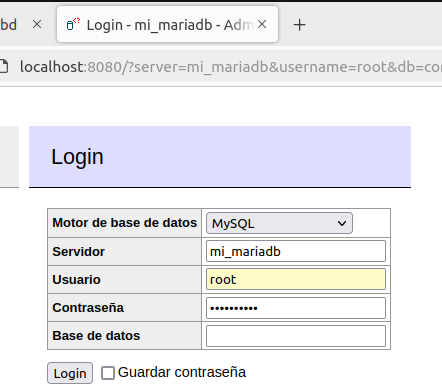 bd
Login - mi_mariadb - Adm
localhost:8080/?server=mi_mariadb&username=root&db=co
Login
Motor de base de datos MySQL
Servidor mi_mariadb
Usuario root
Contraseña ••••••••••
Base de datos
Login Guardar contraseña